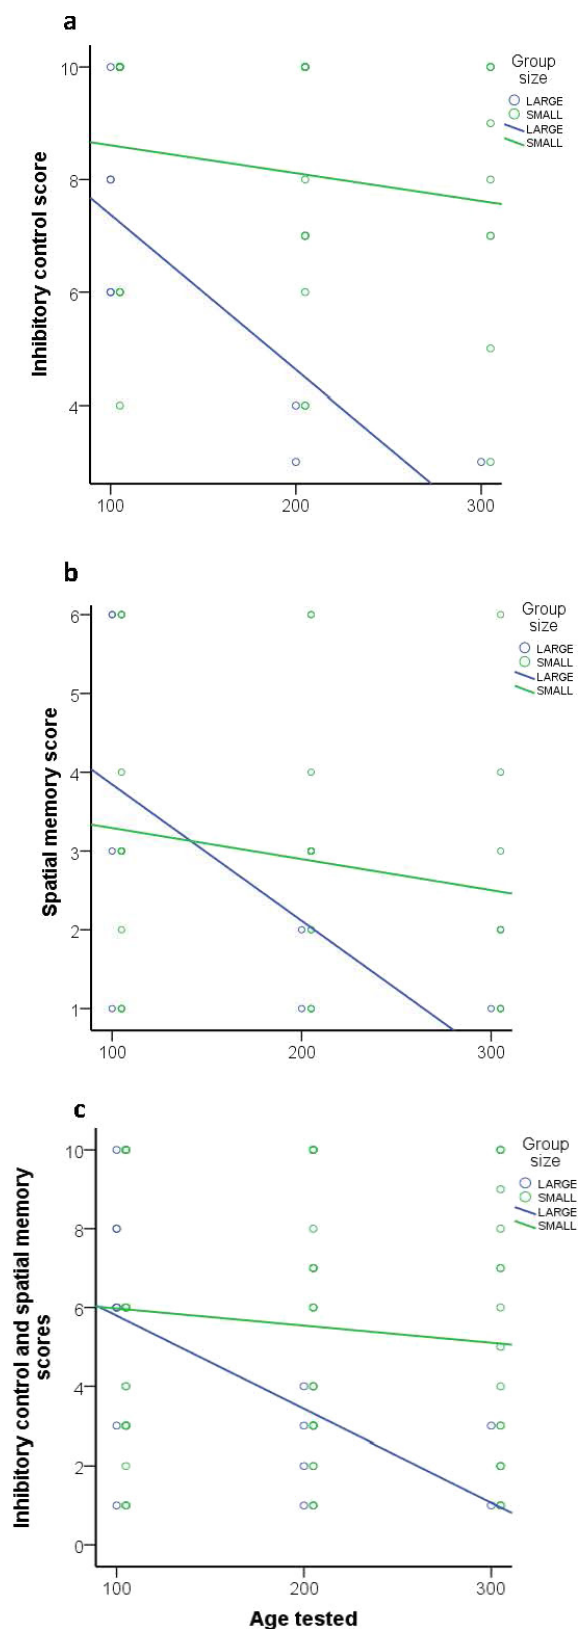 a
Inhibitory control score
10
8
6
4
100
200
300
Group
size
LARGE
SMALL
LARGE
SMALL
b
Spatial memory score
6
5
4
3
2
1
100
200
300
Group
size
LARGE
SMALL
LARGE
SMALL
c
Inhibitory control and spatial memory
scores
10
8
6
4
2
0
100
200
300
Age tested
Group
size
LARGE
SMALL
LARGE
SMALL